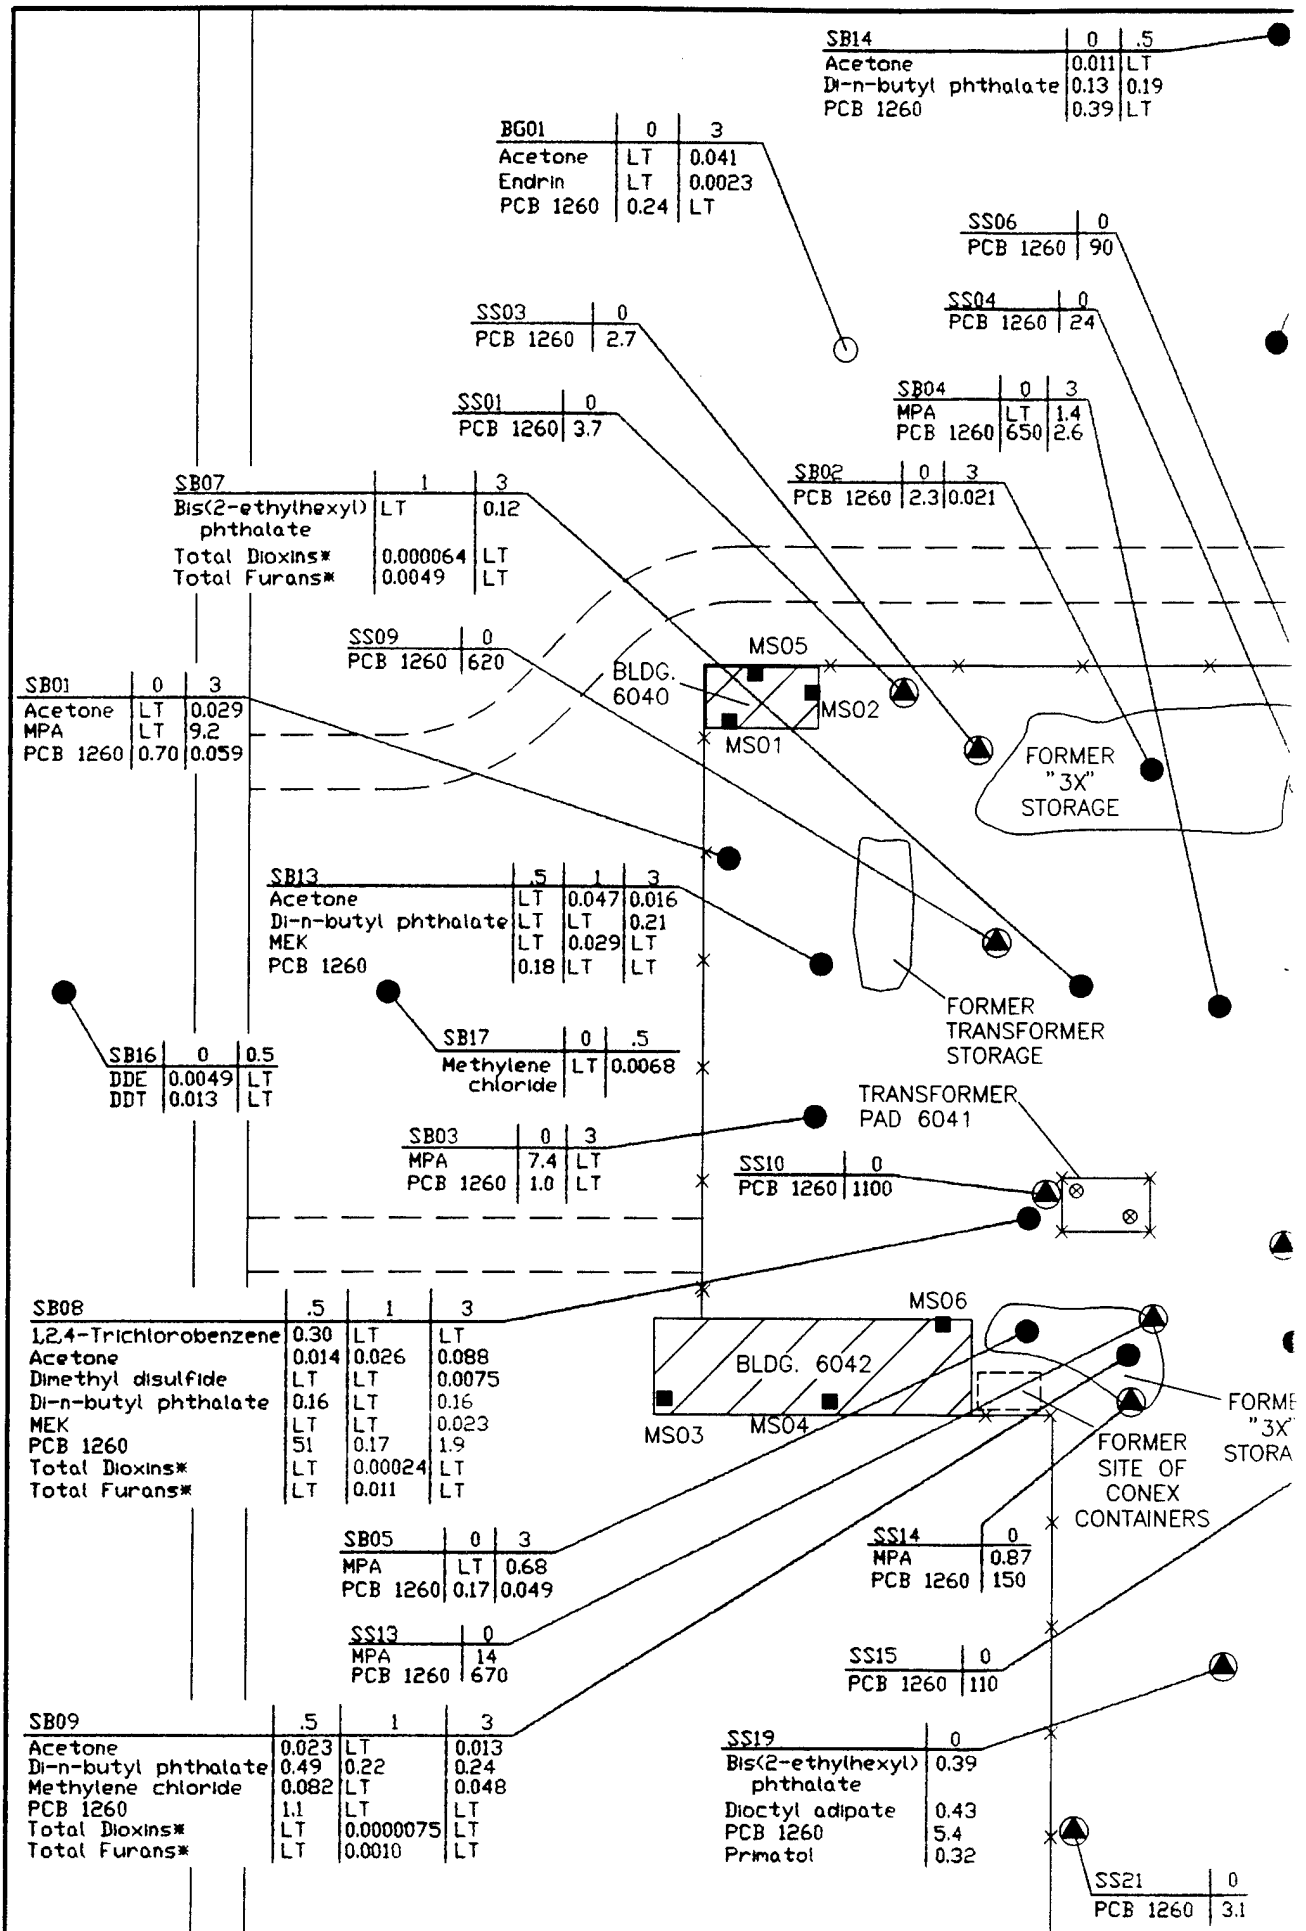 SB14 0 .5
Acetone 0.011 LT
Di-n-butyl phthalate 0.13 0.19
PCB 1260 0.39 LT
BG01 0 3
Acetone LT 0.041
Endrin LT 0.0023
PCB 1260 0.24 LT
SS06 0
PCB 1260 90
SS04 0
PCB 1260 24
SS03 0
PCB 1260 2.7
SB04 0 3
MPA LT 1.4
PCB 1260 650 2.6
SS01 0
PCB 1260 3.7
SB02 0 3
PCB 1260 2.3 0.021
SB07 1 3
Bis(2-ethylhexyl) LT 0.12
phthalate
Total Dioxins* 0.000064 LT
Total Furans* 0.0049 LT
SS09 0
PCB 1260 620
MS05
BLDG.
6040
MS02
MS01
SB01 0 3
Acetone LT 0.029
MPA LT 9.2
PCB 1260 0.70 0.059
FORMER
"3X"
STORAGE
SB13 .5 1 3
Acetone LT 0.047 0.016
Di-n-butyl phthalate LT LT 0.21
MEK LT 0.029 LT
PCB 1260 0.18 LT LT
FORMER
TRANSFORMER
STORAGE
SB16 0 0.5
DDE 0.0049 LT
DDT 0.013 LT
SB17 0 .5
Methylene LT 0.0068
chloride
TRANSFORMER
PAD 6041
SB03 0 3
MPA 7.4 LT
PCB 1260 1.0 LT
SS10 0
PCB 1260 1100
SB08 .5 1 3
1,2,4-Trichlorobenzene 0.30 LT LT
Acetone 0.014 0.026 0.088
Dimethyl disulfide LT LT 0.0075
Di-n-butyl phthalate 0.16 LT 0.16
MEK LT LT 0.023
PCB 1260 51 0.17 1.9
Total Dioxins* LT 0.00024 LT
Total Furans* LT 0.011 LT
MS06
BLDG. 6042
MS03
MS04
FORMER
SITE OF
CONEX
CONTAINERS
FORME
"3X"
STORA
SB05 0 3
MPA LT 0.68
PCB 1260 0.17 0.049
SS14 0
MPA 0.87
PCB 1260 150
SS13 0
MPA 14
PCB 1260 670
SS15 0
PCB 1260 110
SB09 .5 1 3
Acetone 0.023 LT 0.013
Di-n-butyl phthalate 0.49 0.22 0.24
Methylene chloride 0.082 LT 0.048
PCB 1260 1.1 LT LT
Total Dioxins* LT 0.0000075 LT
Total Furans* LT 0.0010 LT
SS19 0
Bis(2-ethylhexyl) 0.39
phthalate
Dioctyl adipate 0.43
PCB 1260 5.4
Primatol 0.32
SS21 0
PCB 1260 3.1